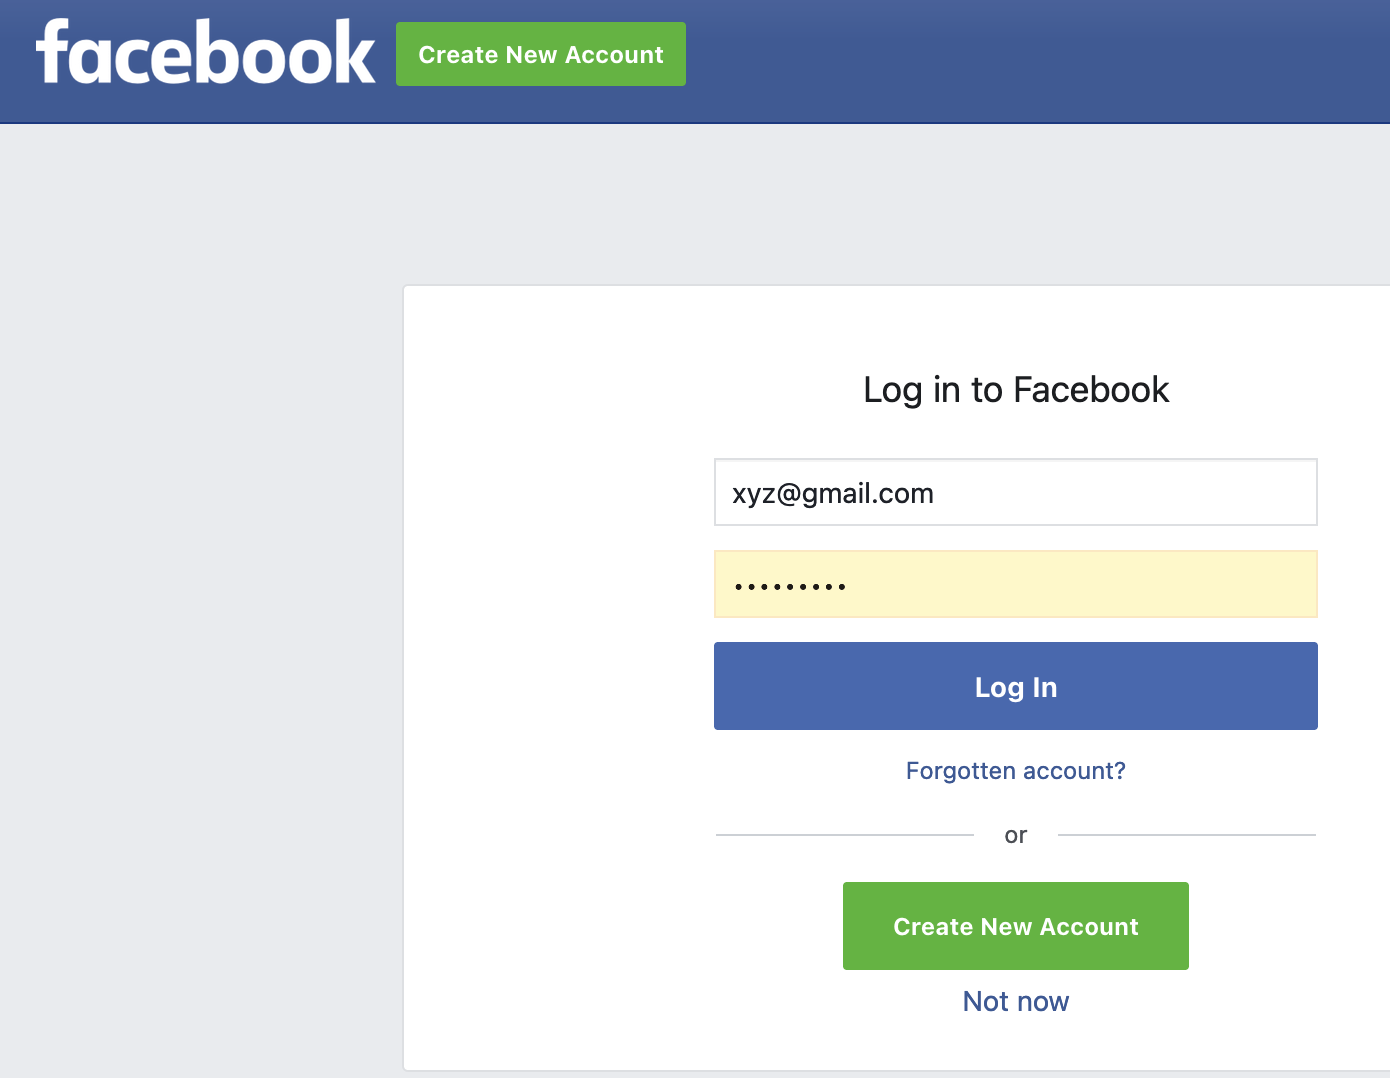 facebook
Create New Account
Log in to Facebook
xyz@gmail.com
•••••••••
Log In
Forgotten account?
or
Create New Account
Not now